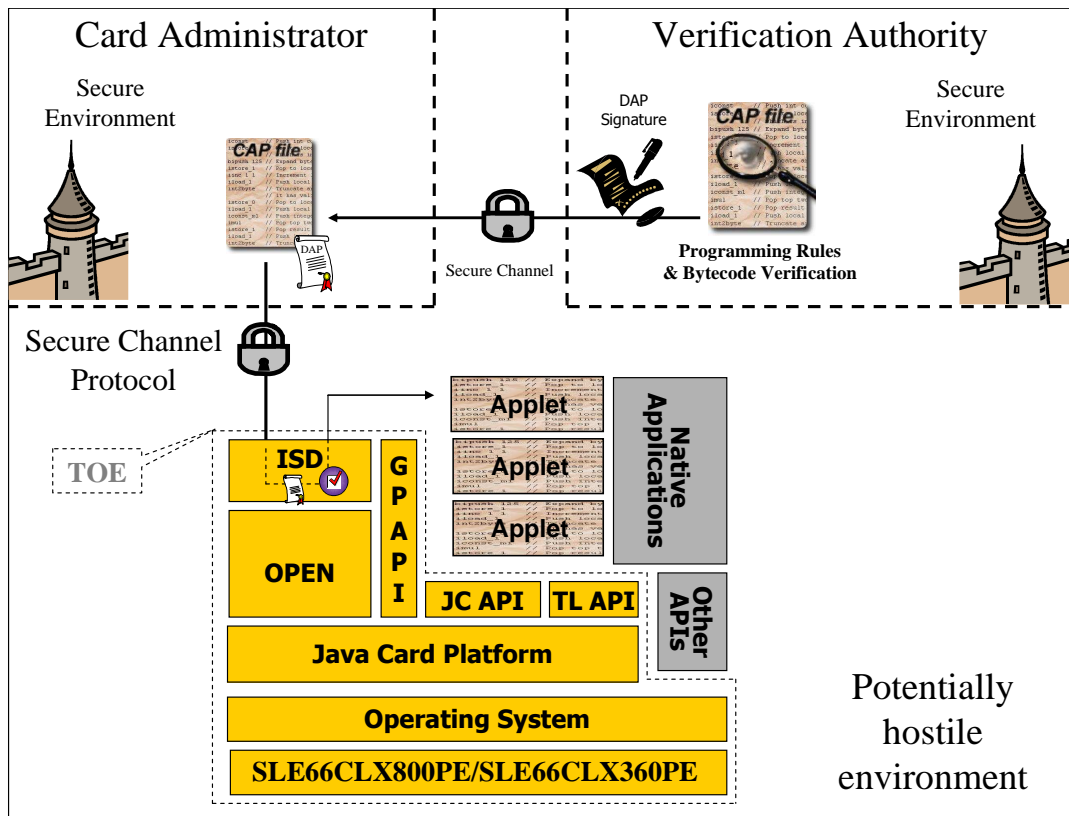 Card Administrator
Verification Authority
Secure
Environment
DAP
Signature
Secure
Environment
CAP file
CAP file
DAP
Secure Channel
Programming Rules
& Bytecode Verification
Secure Channel
Protocol
TOE
ISD
GP API
Applet
Applet
Applet
Native
Applications
OPEN
JC API
TL API
Other
APIs
Java Card Platform
Operating System
SLE66CLX800PE/SLE66CLX360PE
Potentially
hostile
environment